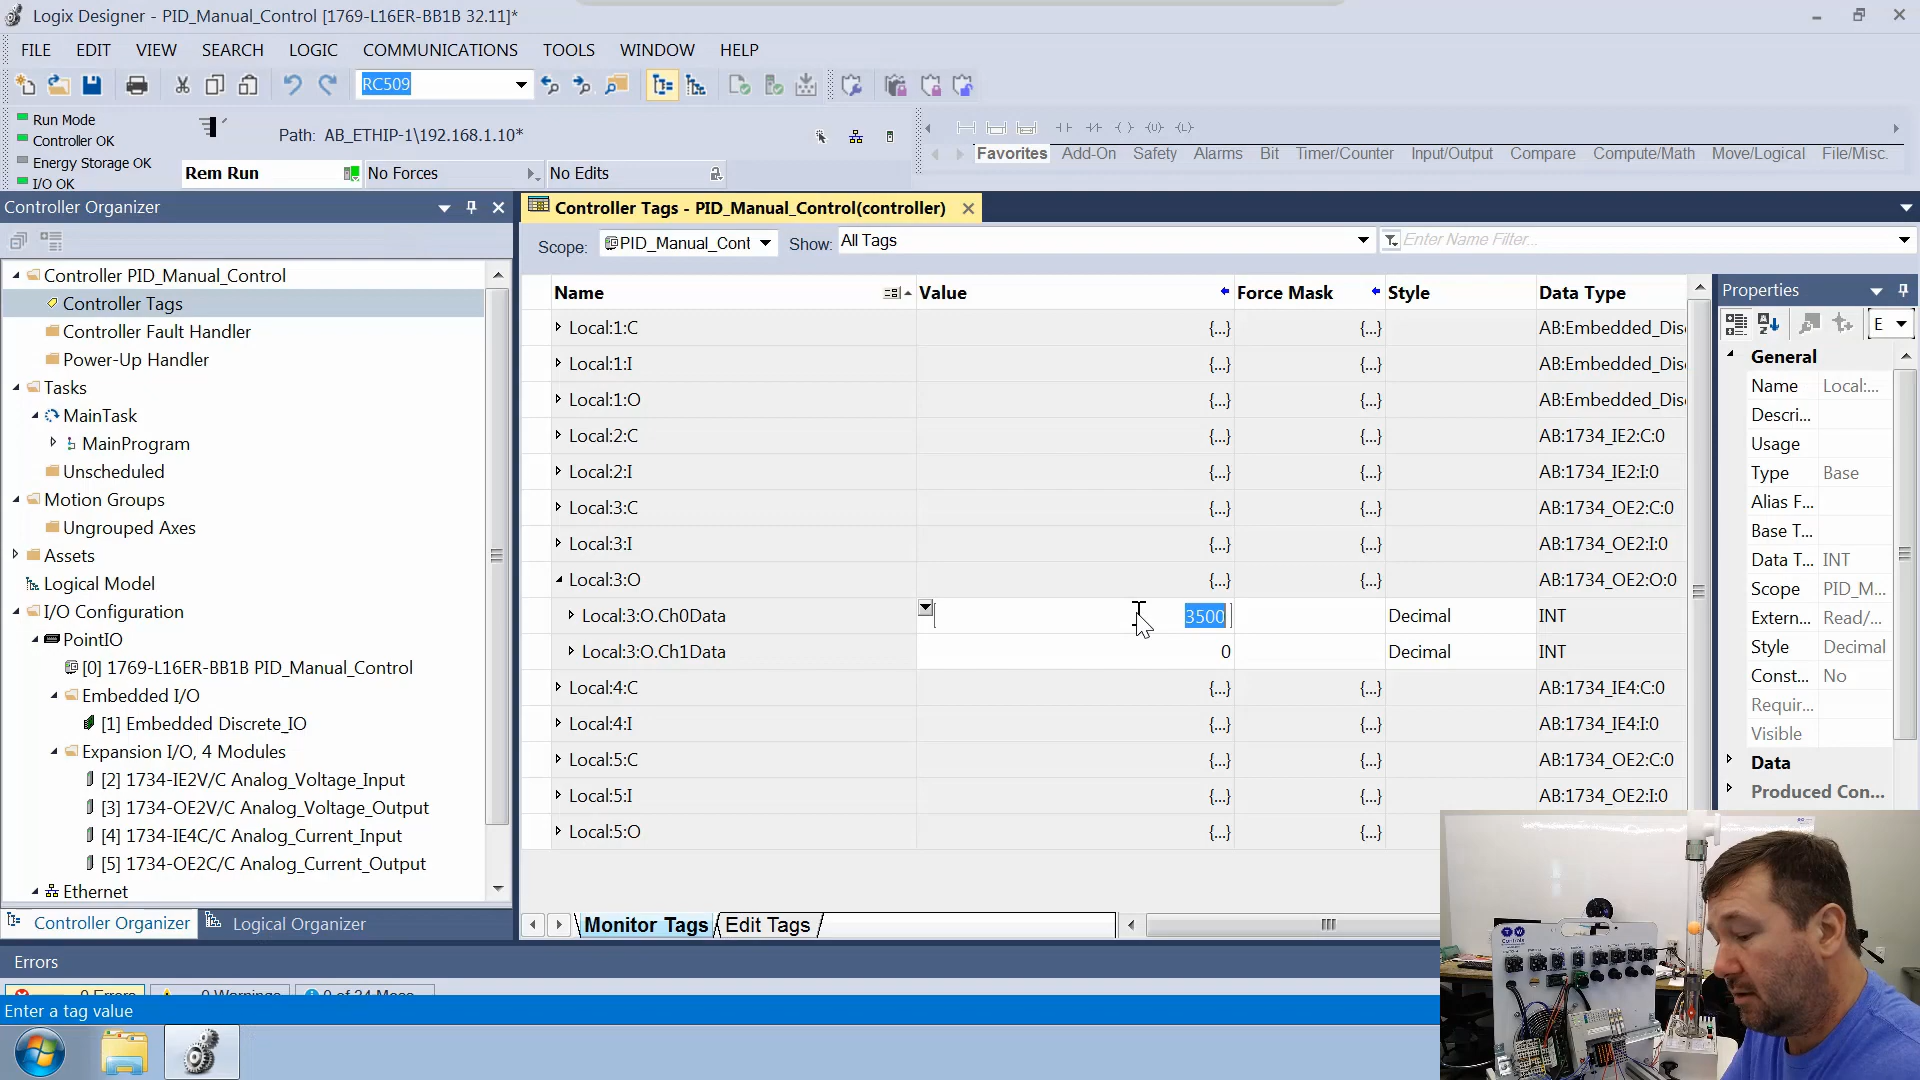 Logix Designer - PID_Manual_Control [1769-L16ER-BB1B 32.11]*
FILE EDIT VIEW SEARCH LOGIC COMMUNICATIONS TOOLS WINDOW HELP
RC509
Run Mode
Controller OK
Energy Storage OK
I/O OK
Path: AB_ETHIP-1\192.168.1.10*
Rem Run No Forces No Edits
Favorites Add-On Safety Alarms Bit Timer/Counter Input/Output Compare Compute/Math Move/Logical File/Misc.
Controller Organizer
Controller PID_Manual_Control
Controller Tags
Controller Fault Handler
Power-Up Handler
Tasks
MainTask
MainProgram
Unscheduled
Motion Groups
Ungrouped Axes
Assets
Logical Model
I/O Configuration
PointIO
[0] 1769-L16ER-BB1B PID_Manual_Control
Embedded I/O
[1] Embedded Discrete_IO
Expansion I/O, 4 Modules
[2] 1734-IE2V/C Analog_Voltage_Input
[3] 1734-OE2V/C Analog_Voltage_Output
[4] 1734-IE4C/C Analog_Current_Input
[5] 1734-OE2C/C Analog_Current_Output
Ethernet
Controller Organizer Logical Organizer
Controller Tags - PID_Manual_Control(controller)
Scope: PID_Manual_Cont Show: All Tags Enter Name Filter...
Name Value Force Mask Style Data Type
Local:1:C {...} {...} AB:Embedded_Dis
Local:1:I {...} {...} AB:Embedded_Dis
Local:1:O {...} {...} AB:Embedded_Dis
Local:2:C {...} {...} AB:1734_IE2:C:0
Local:2:I {...} {...} AB:1734_IE2:I:0
Local:3:C {...} {...} AB:1734_OE2:C:0
Local:3:I {...} {...} AB:1734_OE2:I:0
Local:3:O {...} {...} AB:1734_OE2:O:0
Local:3:O.Ch0Data 3500 Decimal INT
Local:3:O.Ch1Data 0 Decimal INT
Local:4:C {...} {...} AB:1734_IE4:C:0
Local:4:I {...} {...} AB:1734_IE4:I:0
Local:5:C {...} {...} AB:1734_OE2:C:0
Local:5:I {...} {...} AB:1734_OE2:I:0
Local:5:O {...} {...}
Monitor Tags Edit Tags
Properties
E
General
Name Local:...
Descri...
Usage
Type Base
Alias F...
Base T...
Data T... INT
Scope PID_M...
Extern... Read/...
Style Decimal
Const... No
Requir...
Visible
Data
Produced Con...
Errors
0 Errors 0 Warnings
Enter a tag value